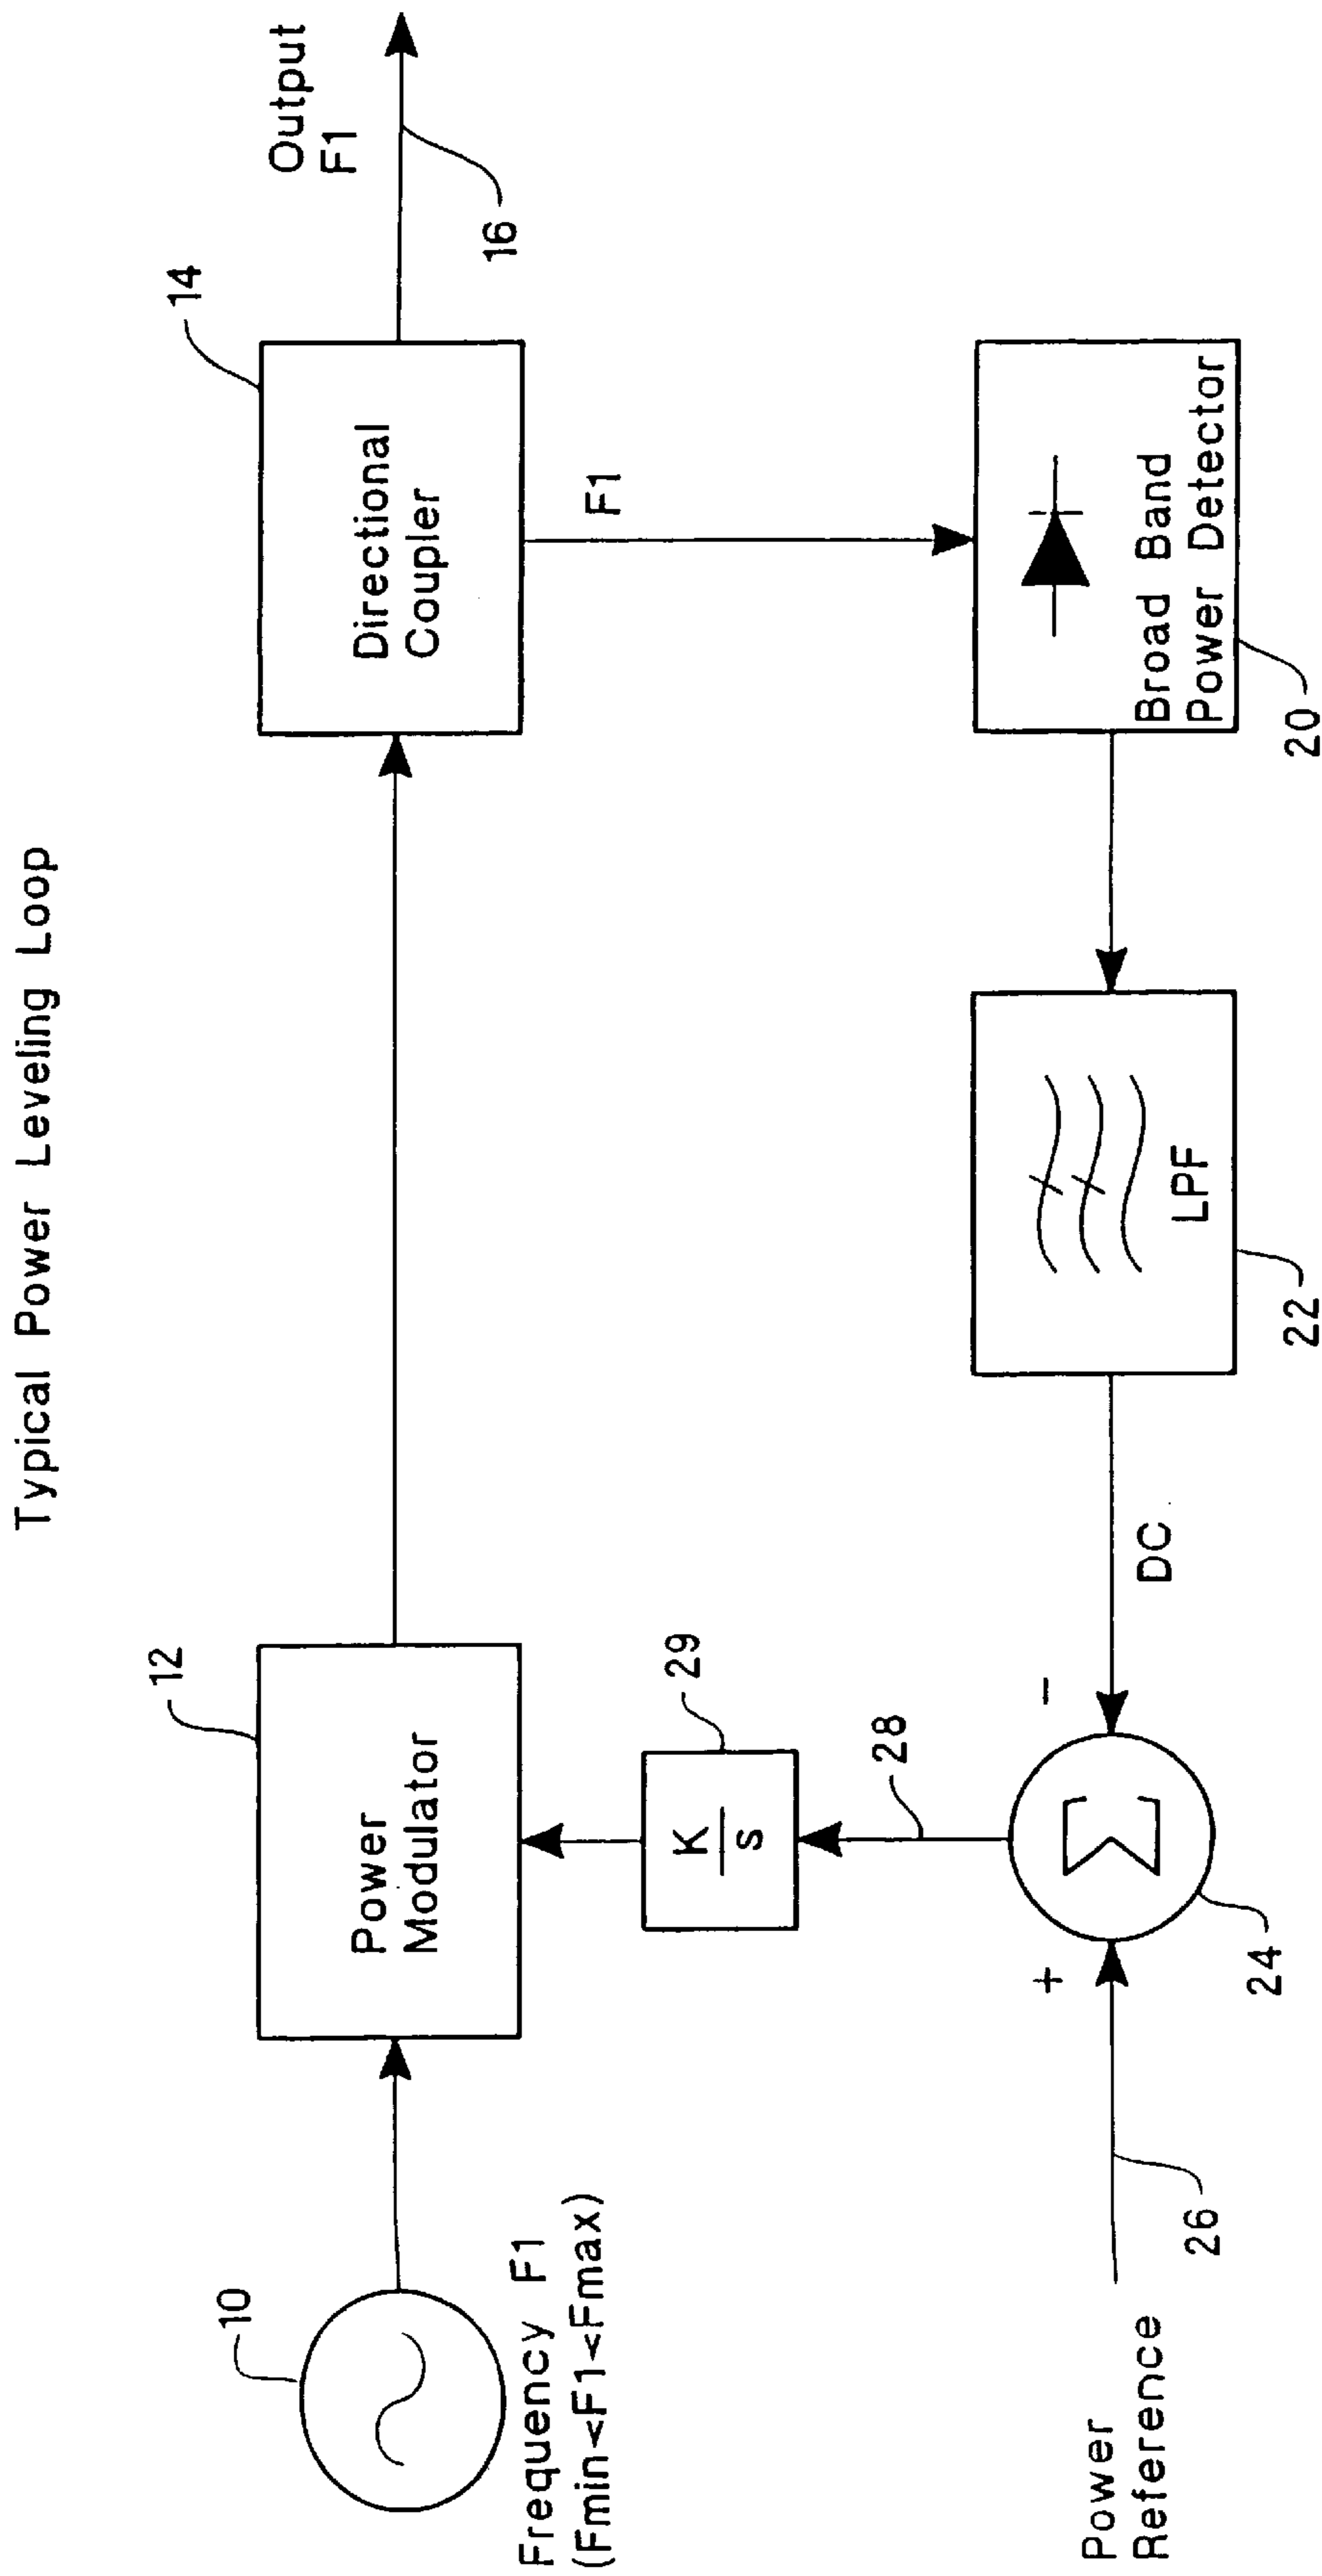 Typical Power Leveling Loop
10
Frequency F1
(Fmin<F1<Fmax)
12
Power
Modulator
14
Directional
Coupler
Output
F1
16
F1
29
K
s
28
Power
Reference
26
+
-
Σ
24
DC
LPF
22
Broad Band
Power Detector
20